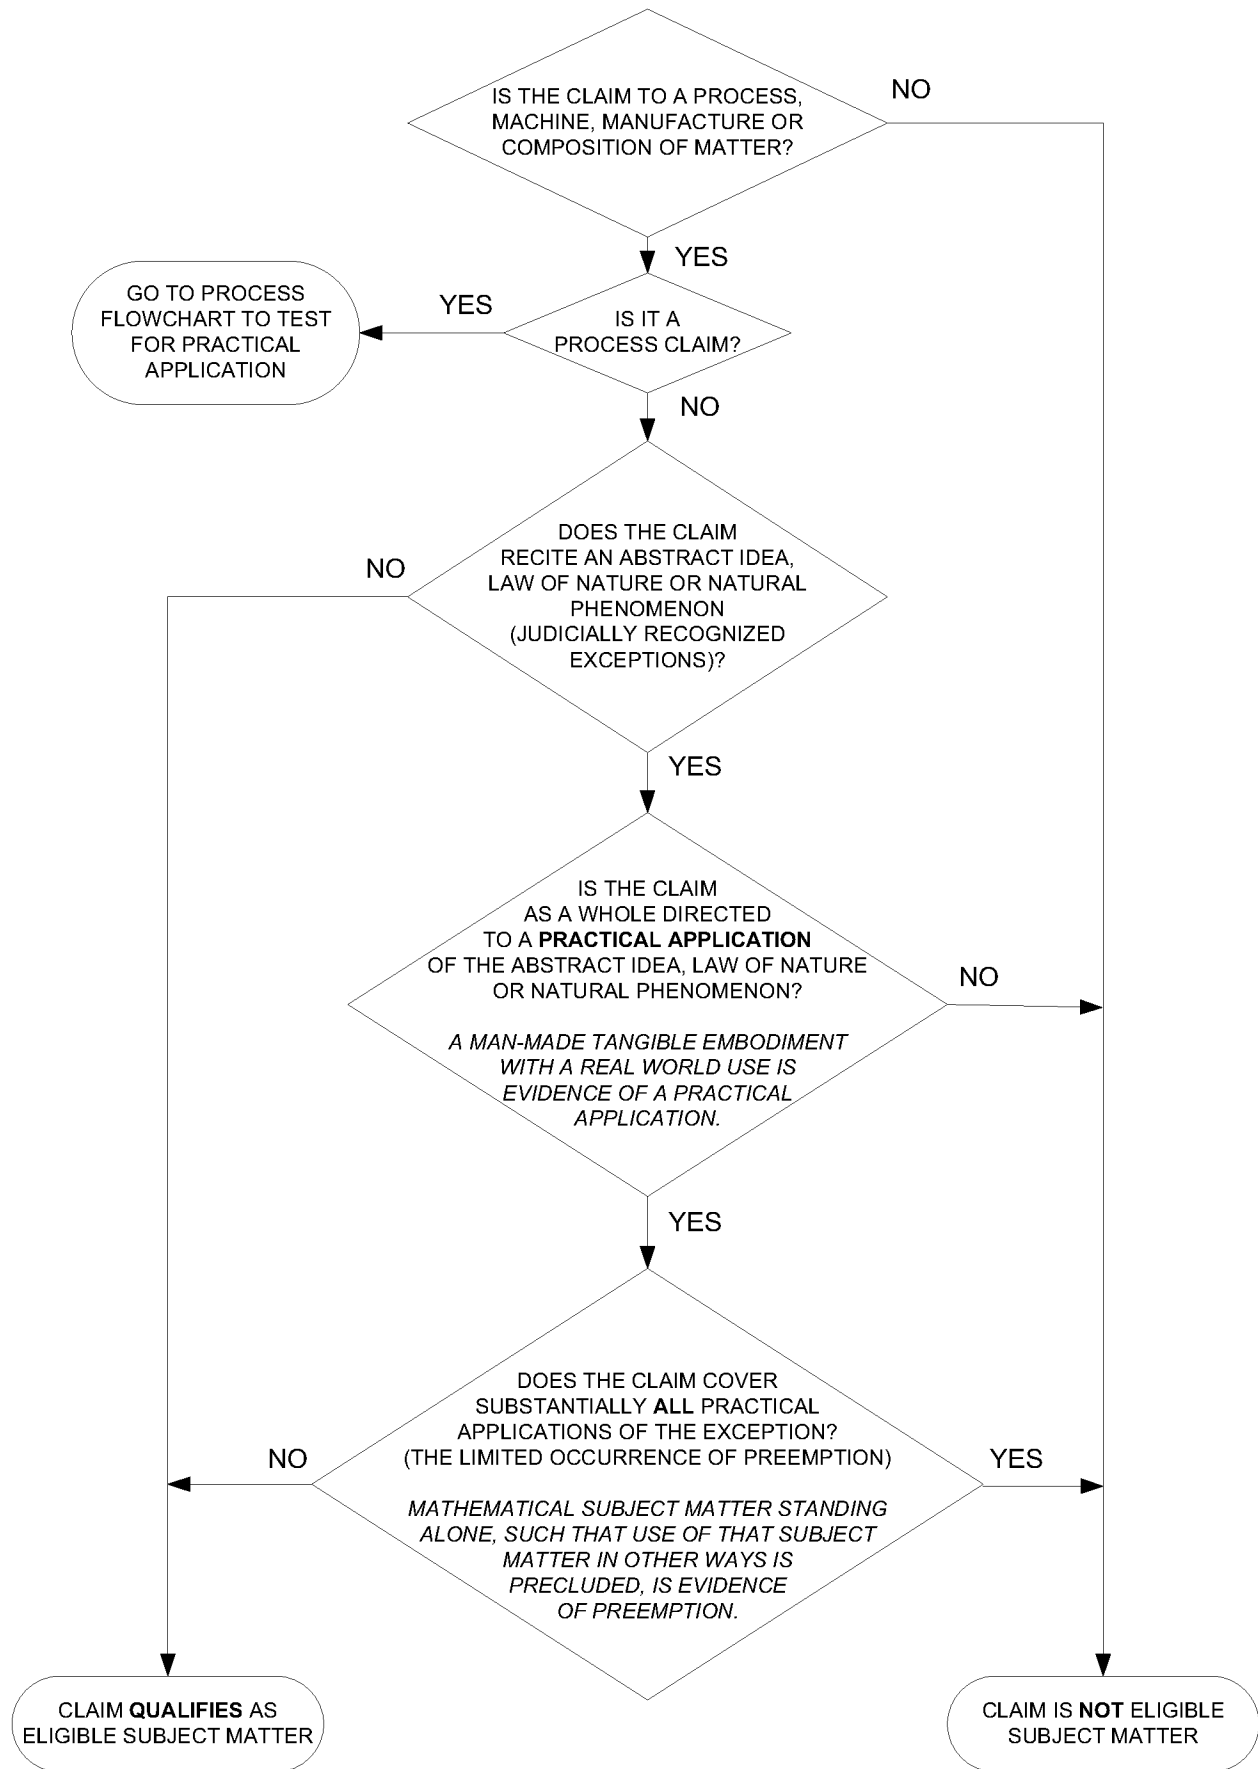 IS THE CLAIM TO A PROCESS,
MACHINE, MANUFACTURE OR
COMPOSITION OF MATTER?
NO
YES
GO TO PROCESS
FLOWCHART TO TEST
FOR PRACTICAL
APPLICATION
YES
IS IT A
PROCESS CLAIM?
NO
DOES THE CLAIM
RECITE AN ABSTRACT IDEA,
LAW OF NATURE OR NATURAL
PHENOMENON
(JUDICIALLY RECOGNIZED
EXCEPTIONS)?
NO
YES
IS THE CLAIM
AS A WHOLE DIRECTED
TO A PRACTICAL APPLICATION
OF THE ABSTRACT IDEA, LAW OF NATURE
OR NATURAL PHENOMENON?
A MAN-MADE TANGIBLE EMBODIMENT
WITH A REAL WORLD USE IS
EVIDENCE OF A PRACTICAL
APPLICATION.
NO
YES
DOES THE CLAIM COVER
SUBSTANTIALLY ALL PRACTICAL
APPLICATIONS OF THE EXCEPTION?
(THE LIMITED OCCURRENCE OF PREEMPTION)
MATHEMATICAL SUBJECT MATTER STANDING
ALONE, SUCH THAT USE OF THAT SUBJECT
MATTER IN OTHER WAYS IS
PRECLUDED, IS EVIDENCE
OF PREEMPTION.
NO
YES
CLAIM QUALIFIES AS
ELIGIBLE SUBJECT MATTER
CLAIM IS NOT ELIGIBLE
SUBJECT MATTER